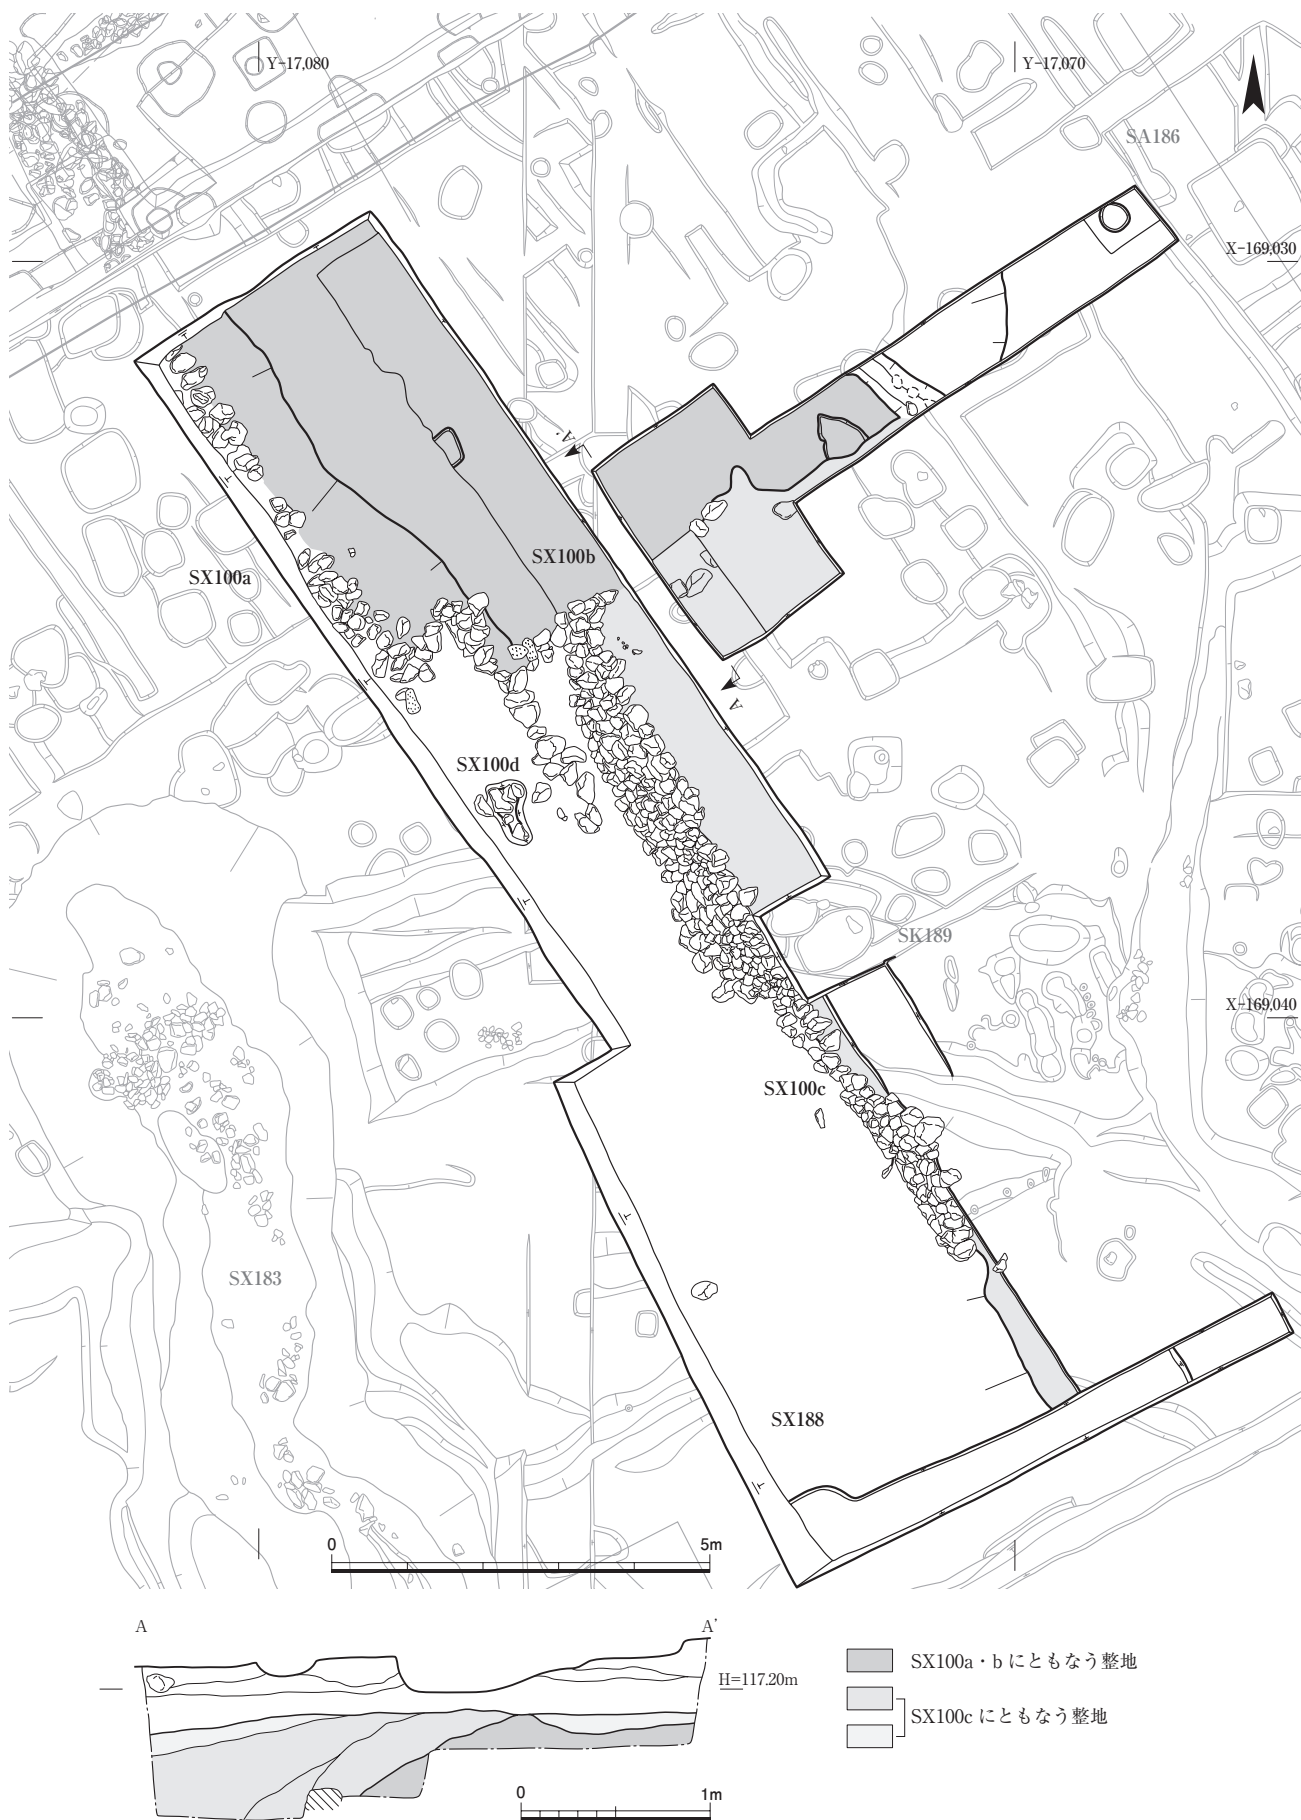 Y-17,080
Y-17,070
SA186
X-169,030
A'
SX100b
SX100a
A
SX100d
SK189
X-169,040
SX100c
SX183
SX188
0 5m
A A'
H=117.20m
SX100a・b にともなう整地
SX100c にともなう整地
0 1m